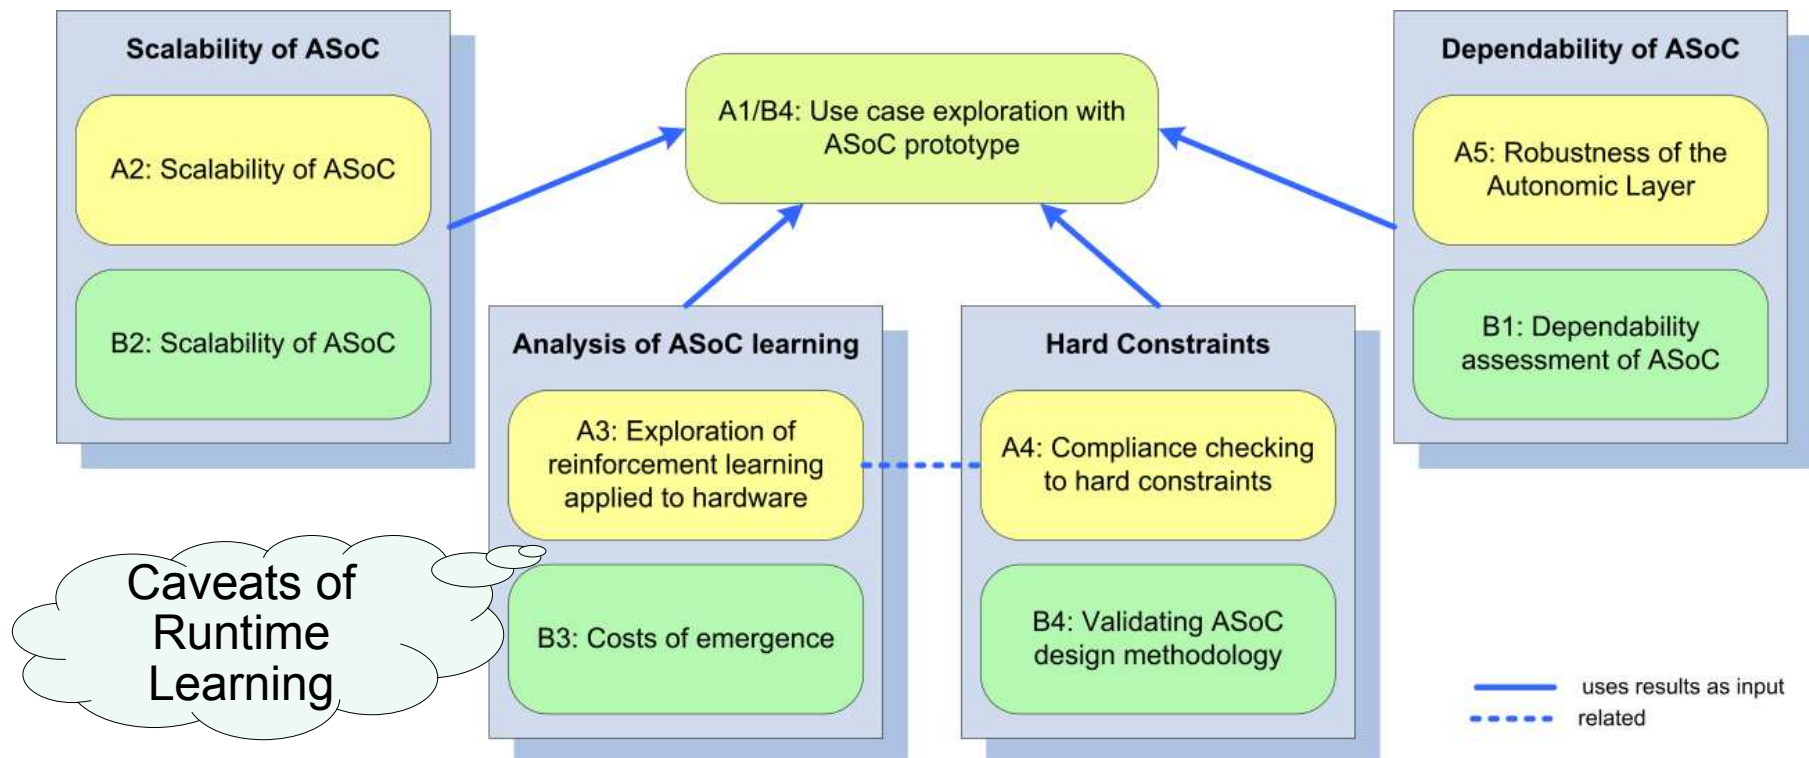 Scalability of ASoC
A2: Scalability of ASoC
B2: Scalability of ASoC
A1/B4: Use case exploration with
ASoC prototype
Dependability of ASoC
A5: Robustness of the
Autonomic Layer
B1: Dependability
assessment of ASoC
Analysis of ASoC learning
A3: Exploration of
reinforcement learning
applied to hardware
B3: Costs of emergence
Hard Constraints
A4: Compliance checking
to hard constraints
B4: Validating ASoC
design methodology
Caveats of
Runtime
Learning
uses results as input
related